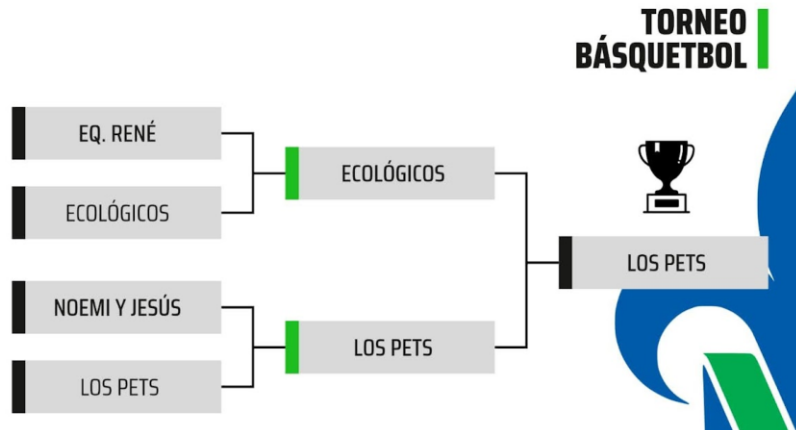 TORNEO
BÁSQUETBOL
EQ. RENÉ
ECOLÓGICOS
NOEMI Y JESÚS
LOS PETS
ECOLÓGICOS
LOS PETS
LOS PETS